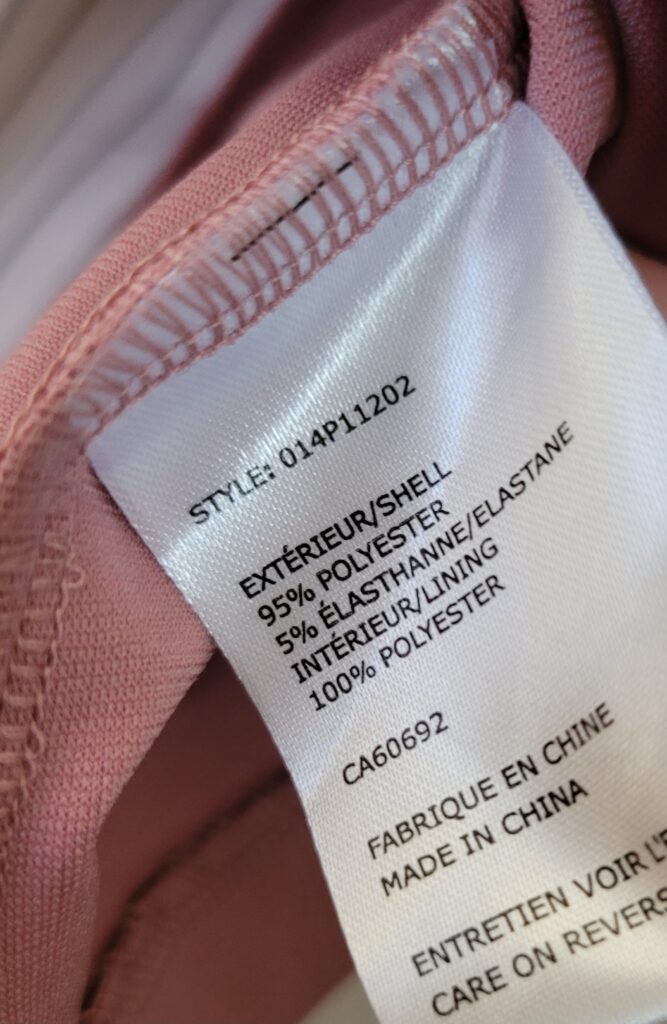 STYLE: 014P11202
EXTÉRIEUR/SHELL
95% POLYESTER
5% ÉLASTHANNE/ELASTANE
INTÉRIEUR/LINING
100% POLYESTER
CA60692
FABRIQUE EN CHINE
MADE IN CHINA
ENTRETIEN VOIR
CARE ON